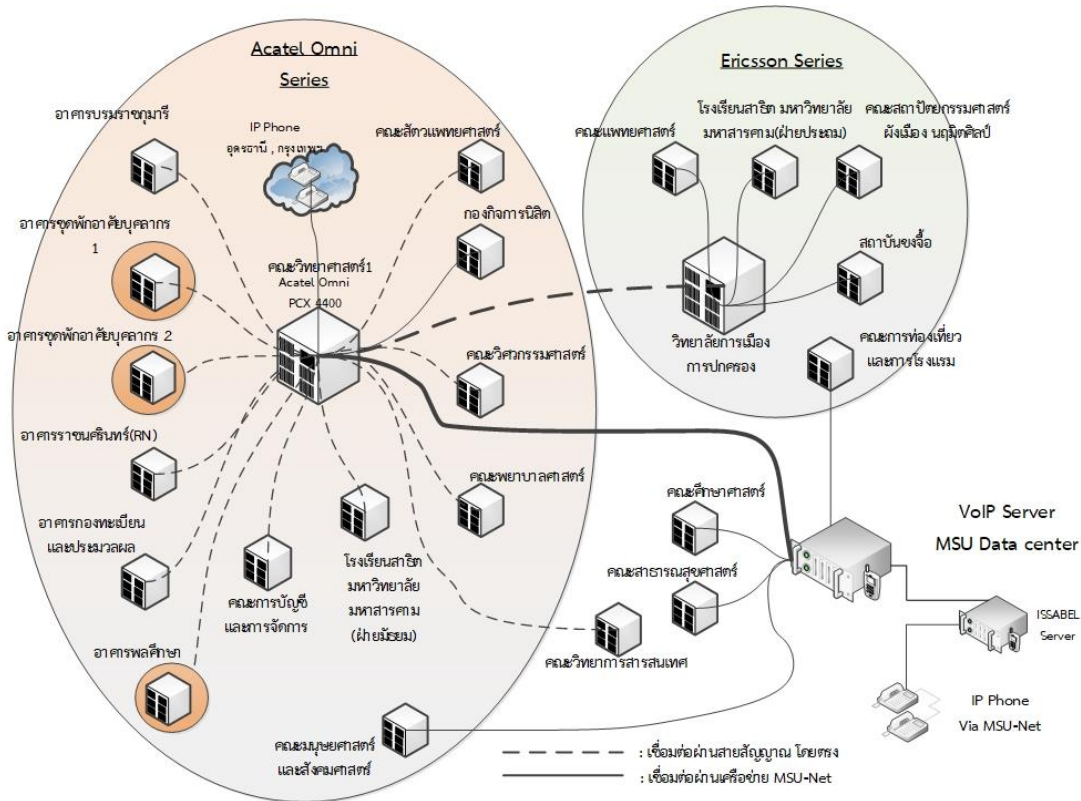 Acatel Omni
Series
อาคารบรมราชกุมารี
IP Phone
อุดรธานี , กรุงเทพฯ
คณะสัตวแพทยศาสตร์
อาคารชุดพักอาศัยบุคลากร
1
กองกิจการนิสิต
คณะวิทยาศาสตร์1
Acatel Omni
PCX 4400
อาคารชุดพักอาศัยบุคลากร 2
คณะวิศวกรรมศาสตร์
อาคารราชนครินทร์(RN)
คณะพยาบาลศาสตร์
อาคารกองทะเบียน
และประมวลผล
คณะการบัญชี
และการจัดการ
โรงเรียนสาธิต
มหาวิทยาลัย
มหาสารคาม
(ฝ่ายมัธยม)
อาคารพลศึกษา
คณะมนุษยศาสตร์
และสังคมศาสตร์
Ericsson Series
คณะแพทยศาสตร์
โรงเรียนสาธิต มหาวิทยาลัย
มหาสารคาม(ฝ่ายประถม)
คณะสถาปัตยกรรมศาสตร์
ผังเมือง นฤมิตศิลป์
สถาบันขงจื่อ
วิทยาลัยการเมือง
การปกครอง
คณะการท่องเที่ยว
และการโรงแรม
คณะศึกษาศาสตร์
คณะสาธารณสุขศาสตร์
คณะวิทยาการสารสนเทศ
VoIP Server
MSU Data center
ISSABEL
Server
IP Phone
Via MSU-Net
: เชื่อมต่อผ่านสายสัญญาณ โดยตรง
: เชื่อมต่อผ่านเครือข่าย MSU-Net